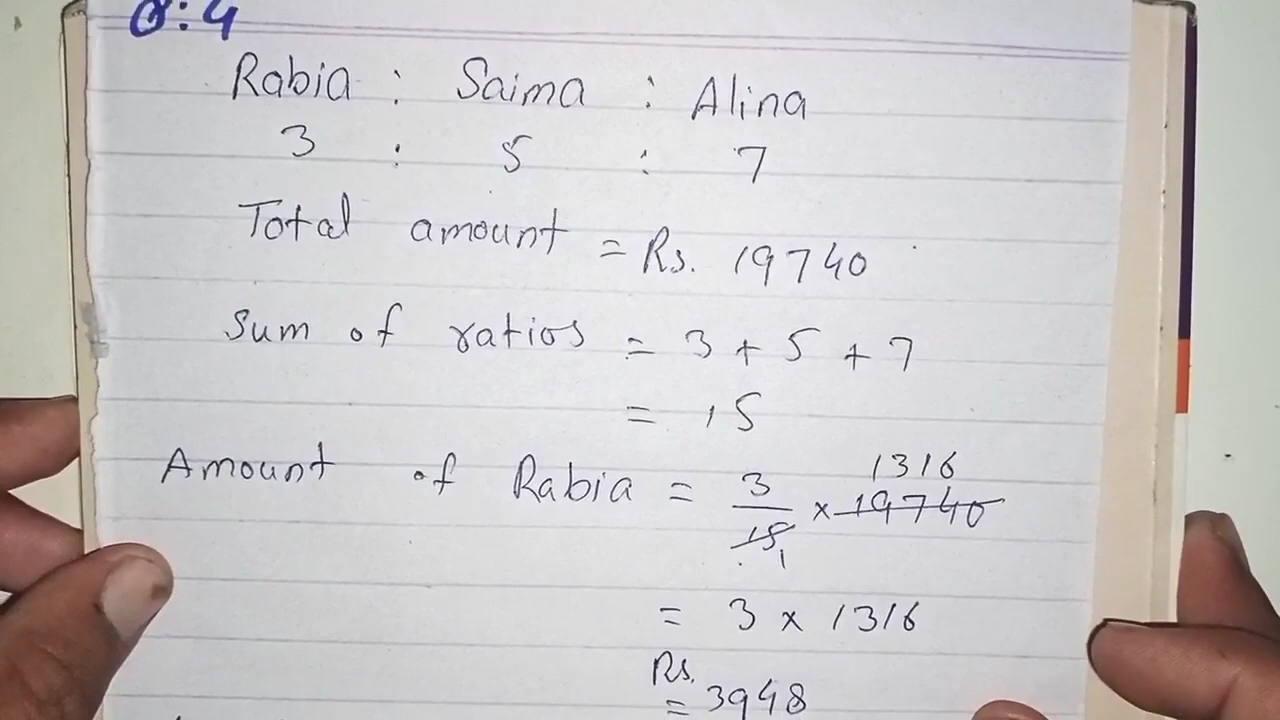 Q:4
Rabia : Saima : Alina
3 : 5 : 7
Total amount = Rs. 19740
Sum of ratios = 3 + 5 + 7
= 15
1316
Amount of Rabia = 3/15 × 19740
1
= 3 × 1316
Rs.
= 3948